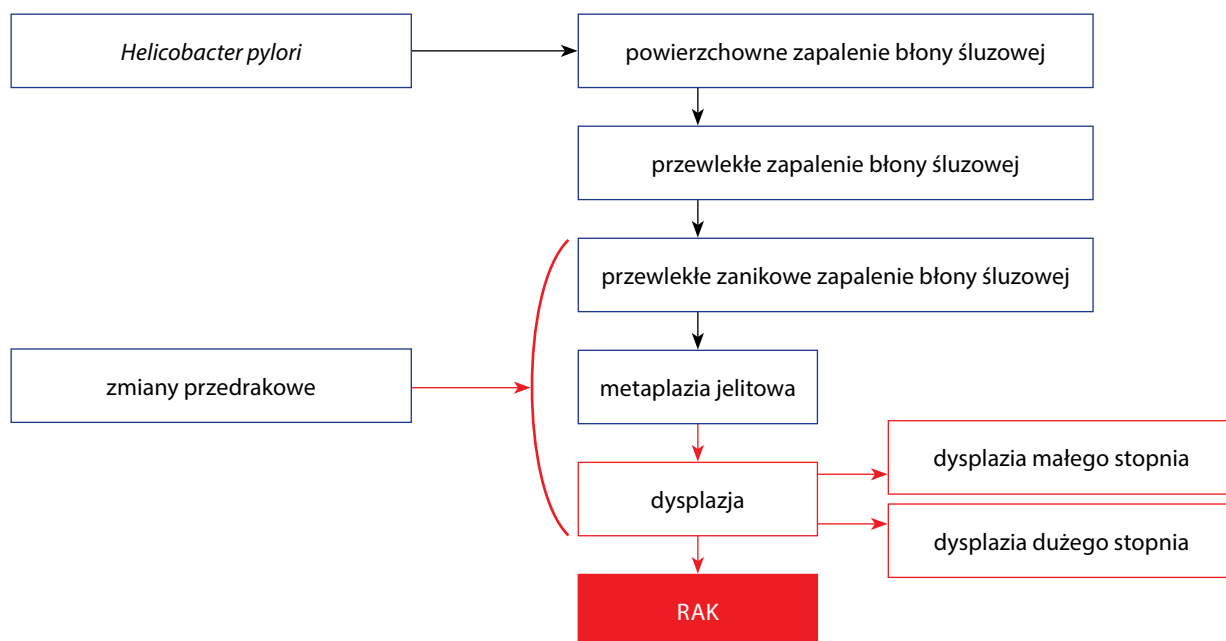 Helicobacter pylori
powierzchowne zapalenie błony śluzowej
przewlekłe zapalenie błony śluzowej
przewlekłe zanikowe zapalenie błony śluzowej
zmiany przedrakowe
metaplazia jelitowa
dysplazia małego stopnia
dysplazja
dysplazia dużego stopnia
RAK